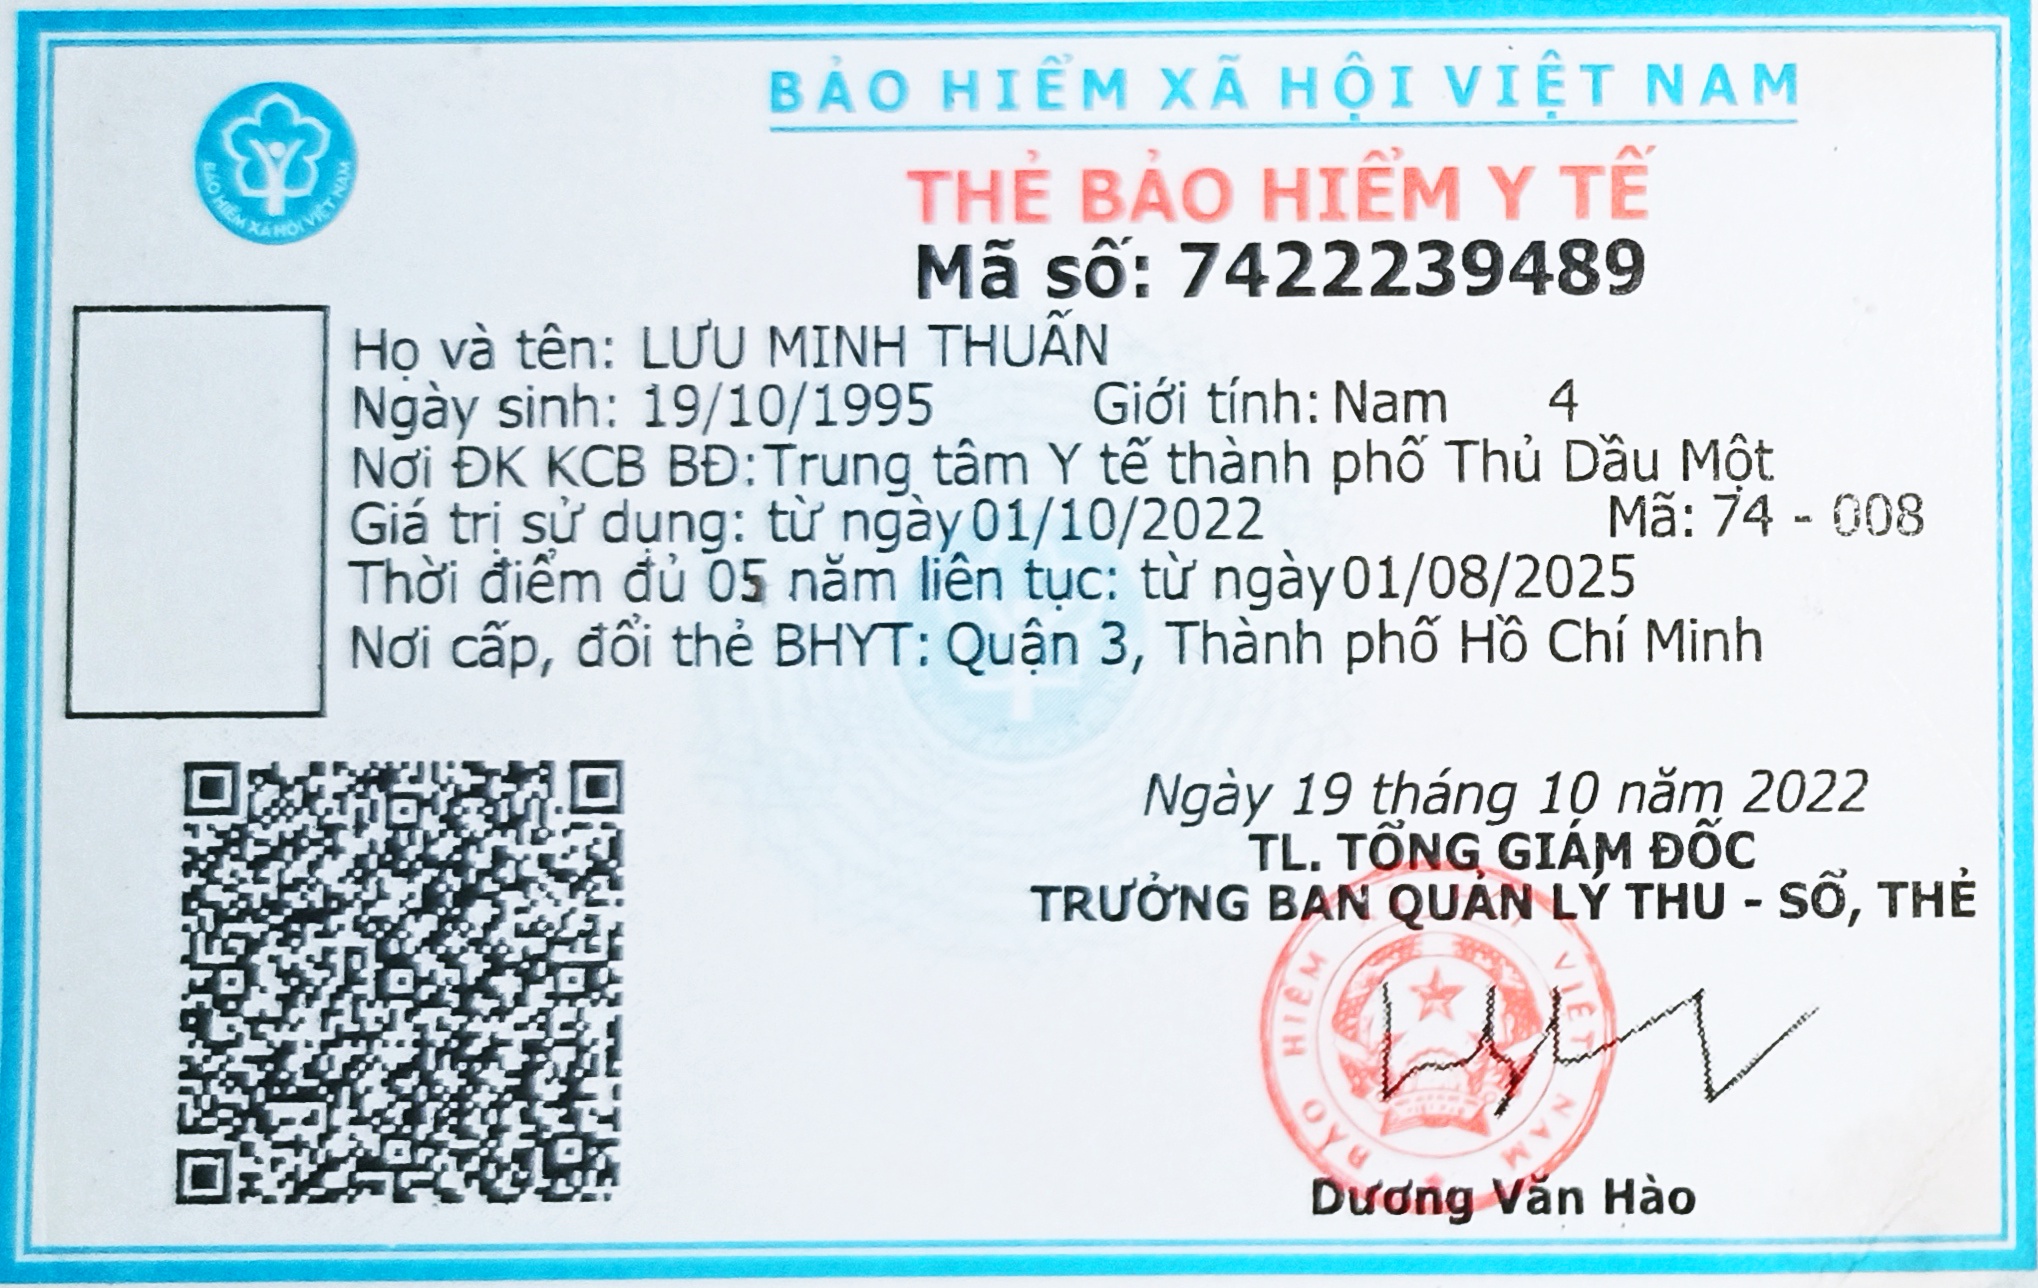 BẢO HIỂM XÃ HỘI VIỆT NAM
BẢO HIỂM XÃ HỘI VIỆT NAM
THẺ BẢO HIỂM Y TẾ
Mã số: 7422239489
Họ và tên: LƯU MINH THUẤN
Ngày sinh: 19/10/1995 Giới tính: Nam 4
Nơi ĐK KCB BĐ: Trung tâm Y tế thành phố Thủ Dầu Một
Giá trị sử dụng: từ ngày 01/10/2022 Mã: 74 - 008
Thời điểm đủ 05 năm liên tục: từ ngày 01/08/2025
Nơi cấp, đổi thẻ BHYT: Quận 3, Thành phố Hồ Chí Minh
Ngày 19 tháng 10 năm 2022
TL. TỔNG GIÁM ĐỐC
TRƯỞNG BAN QUẢN LÝ THU - SỔ, THẺ
BẢO HIỂM VIỆT NAM
Dương Văn Hào